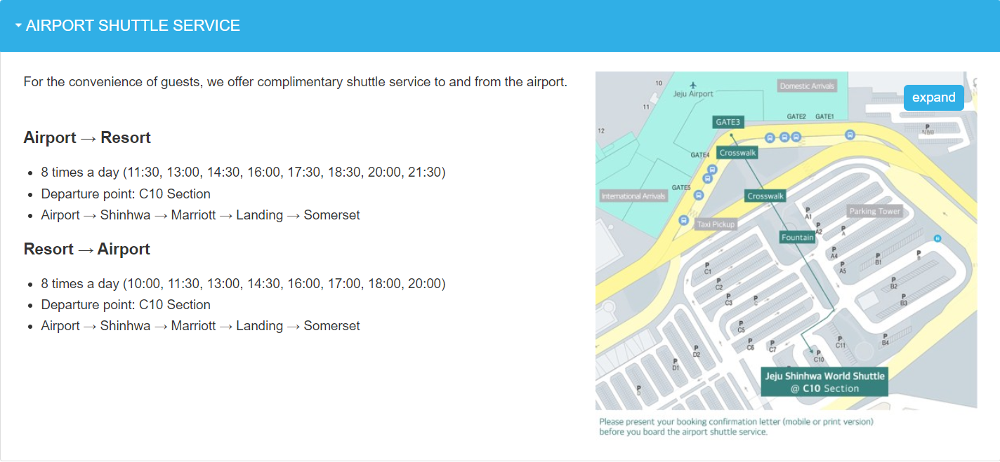 AIRPORT SHUTTLE SERVICE
For the convenience of guests, we offer complimentary shuttle service to and from the airport.
Airport → Resort
• 8 times a day (11:30, 13:00, 14:30, 16:00, 17:30, 18:30, 20:00, 21:30)
• Departure point: C10 Section
• Airport → Shinhwa → Marriott → Landing → Somerset
Resort → Airport
• 8 times a day (10:00, 11:30, 13:00, 14:30, 16:00, 17:00, 18:00, 20:00)
• Departure point: C10 Section
• Airport → Shinhwa → Marriott → Landing → Somerset
expand
10
Jeju Airport
Domestic Arrivals
11
12
GATE3
GATE2
GATE1
P
GATE4
Crosswalk
GATE5
International Arrivals
Crosswalk
Taxi Pickup
Parking Tower
P
A1
P
A2
P
A
Fountain
P
A4
P
A5
P
B1
P
B
P
B2
P
B3
P
B4
P
C1
P
C2
P
C3
P
C
P
C5
P
C6
P
C7
P
C11
P
C10
P
D2
P
D1
P
D
Jeju Shinhwa World Shuttle
@ C10 Section
Please present your booking confirmation letter (mobile or print version)
before you board the airport shuttle service.